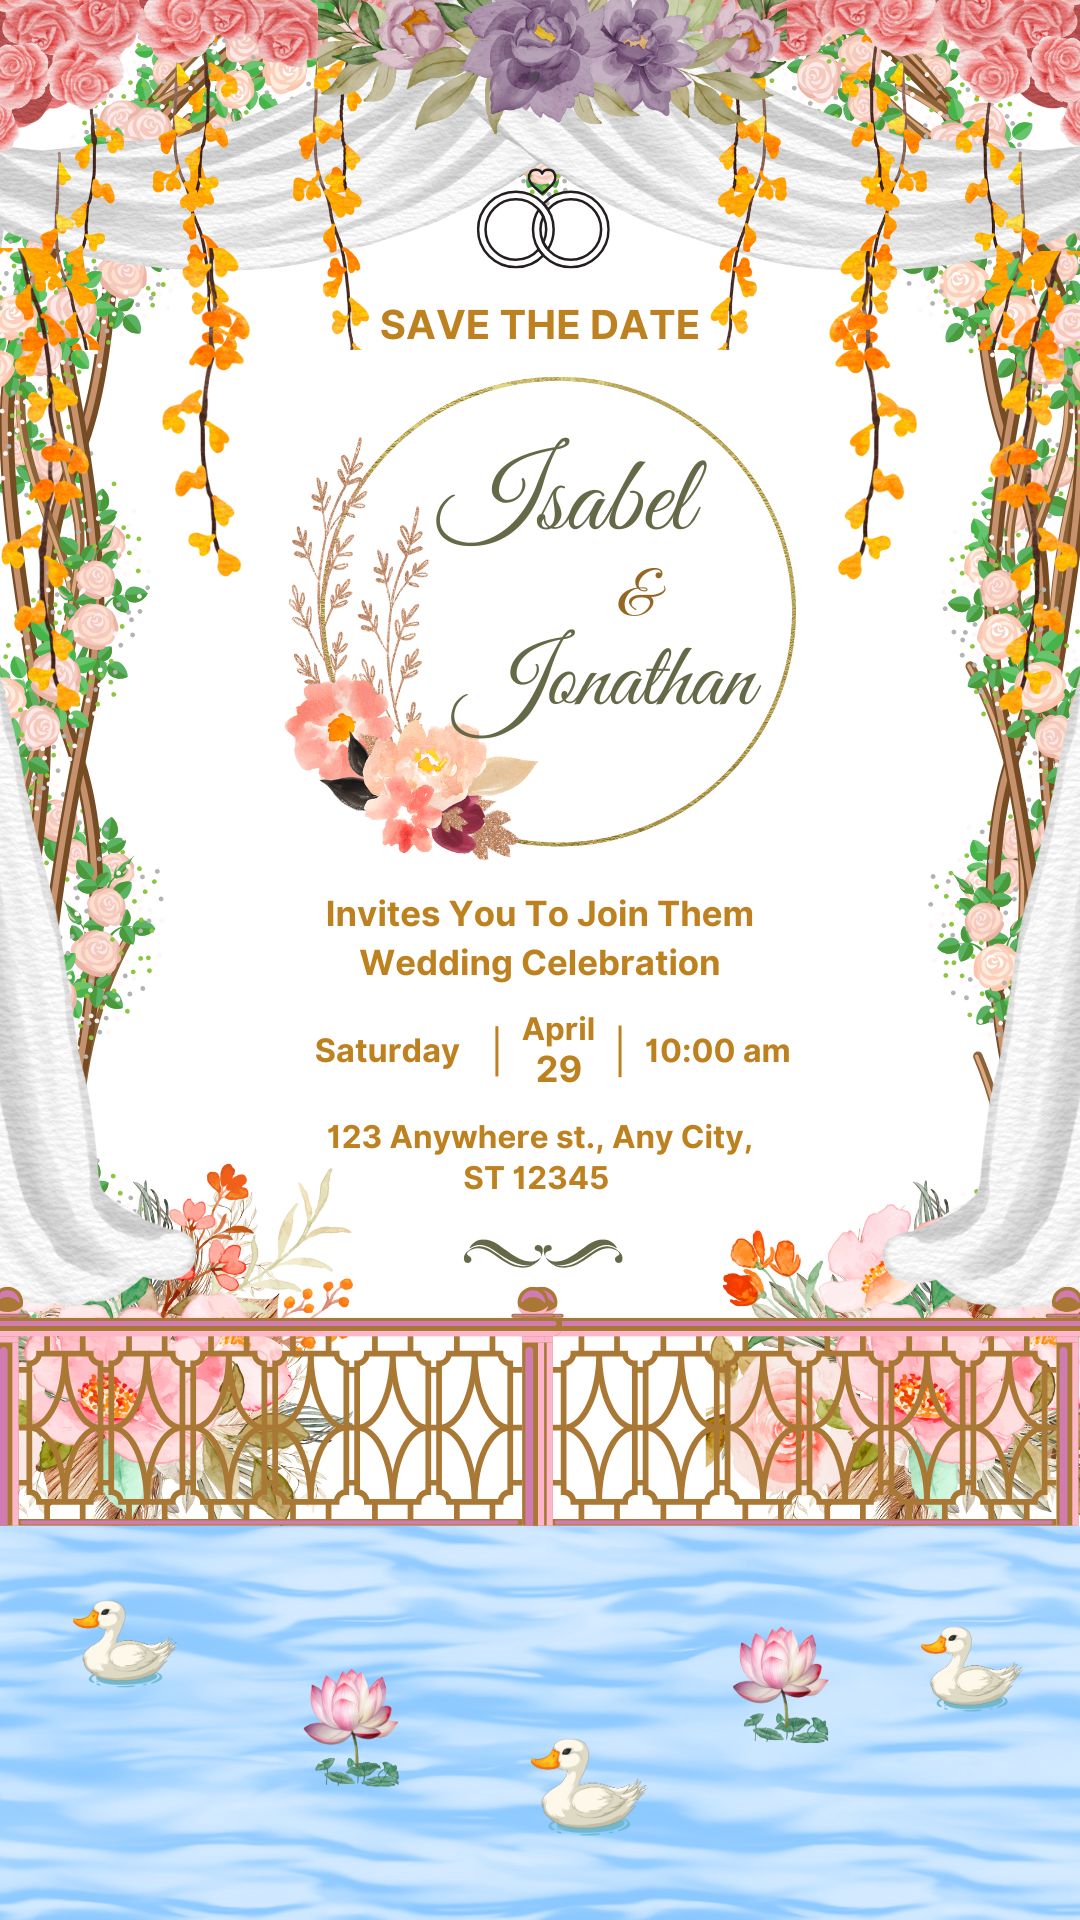 SAVE THE DATE
Isabel
&
Jonathan
Invites You To Join Them
Wedding Celebration
Saturday
April
29
10:00 am
123 Anywhere st., Any City,
ST 12345